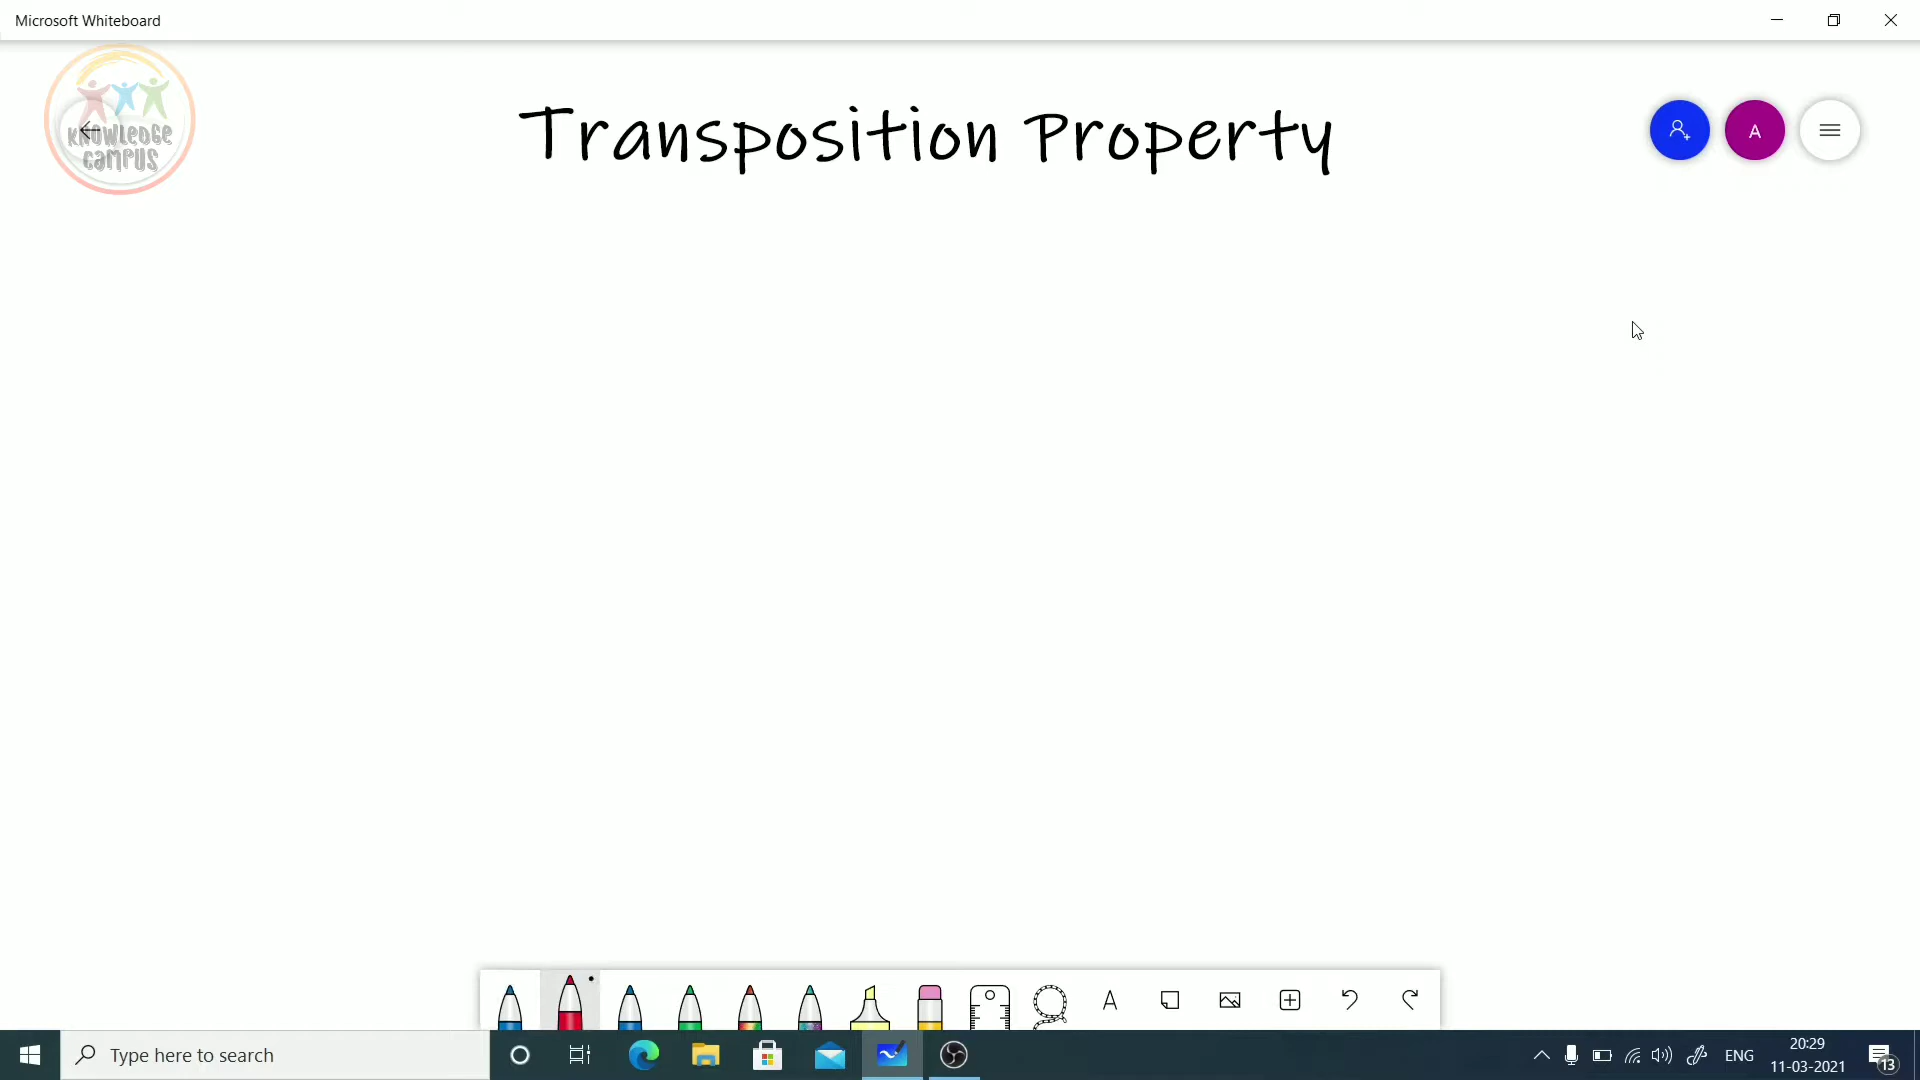 Microsoft Whiteboard
KNOWLEDGE
CAMPUS
Transposition Property
A
A
Type here to search
ENG
20:29
11-03-2021
13